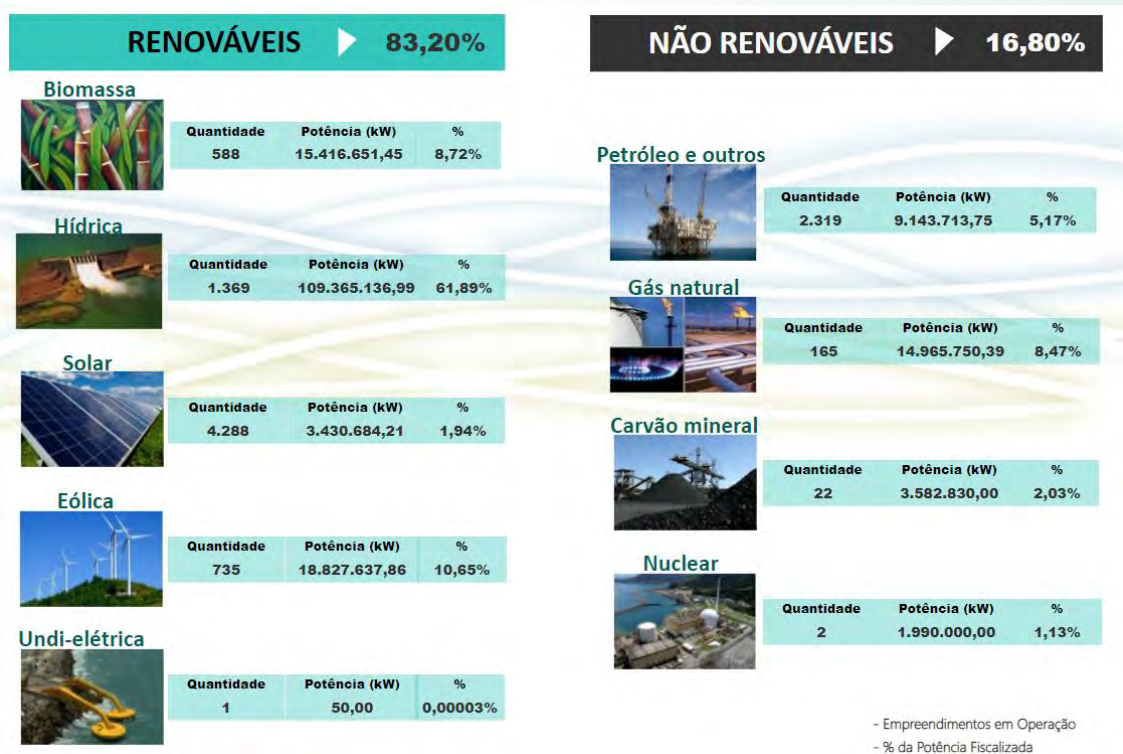 RENOVÁVEIS 83,20%
Biomassa
Quantidade Potência (kW) %
588 15.416.651,45 8,72%
Hídrica
Quantidade Potência (kW) %
1.369 109.365.136,99 61,89%
Solar
Quantidade Potência (kW) %
4.288 3.430.684,21 1,94%
Eólica
Quantidade Potência (kW) %
735 18.827.637,86 10,65%
Undi-elétrica
Quantidade Potência (kW) %
1 50,00 0,00003%
NÃO RENOVÁVEIS 16,80%
Petróleo e outros
Quantidade Potência (kW) %
2.319 9.143.713,75 5,17%
Gás natural
Quantidade Potência (kW) %
165 14.965.750,39 8,47%
Carvão mineral
Quantidade Potência (kW) %
22 3.582.830,00 2,03%
Nuclear
Quantidade Potência (kW) %
2 1.990.000,00 1,13%
- Empreendimentos em Operação
- % da Potência Fiscalizada